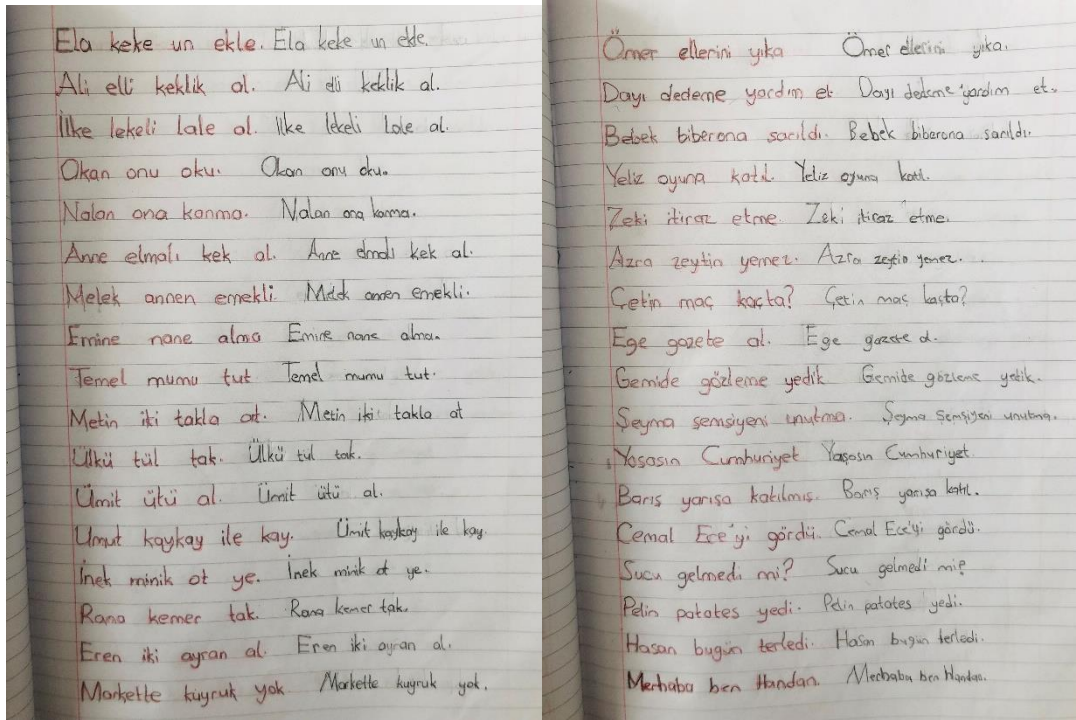 Ela keke un ekle. Ela keke un ekle.
Ali elli keklik al. Ali elli keklik al.
İlke lekeli lale al. İlke lekeli lale al.
Okan onu oku. Okan onu oku.
Nalan ona kanma. Nalan ona kanma.
Anne elmalı kek al. Anne elmalı kek al.
Melek annen emekli. Melek annen emekli.
Emine nane alma Emine nane alma.
Temel mumu tut Temel mumu tut.
Metin iki takla at. Metin iki takla at
Ülkü tül tak. Ülkü tül tak.
Ümit ütü al. Ümit ütü al.
Umut kaykay ile kay. Ümit kaykay ile kay.
İnek minik ot ye. İnek minik ot ye.
Rana kemer tak. Rana kemer tak.
Eren iki ayran al. Eren iki ayran al.
Markette kuyruk yok Markette kuyruk yok.
Ömer ellerini yıka Ömer ellerini yıka.
Dayı dedeme yardım et Dayı dedeme yardım et.
Bebek biberona sarıldı. Bebek biberona sarıldı.
Yeliz oyuna katıl. Yeliz oyuna katıl.
Zeki itiraz etme. Zeki itiraz etme.
Azra zeytin yemez. Azra zeytin yemez.
Çetin maç kaçta? Çetin maç kaçta?
Ege gazete al. Ege gazete al.
Gemide gözleme yedik Gemide gözleme yedik.
Şeyma şemsiyeni unutma. Şeyma şemsiyeni unutma.
Yaşasın Cumhuriyet Yaşasın Cumhuriyet.
Barış yarışa katılmış. Barış yarışa katıl.
Cemal Ece'yi gördü. Cemal Ece'yi gördü.
Sucu gelmedi mi? Sucu gelmedi mi?
Pelin patates yedi. Pelin patates yedi.
Hasan bugün terledi. Hasan bugün terledi.
Merhaba ben Handan. Merhaba ben Handan.